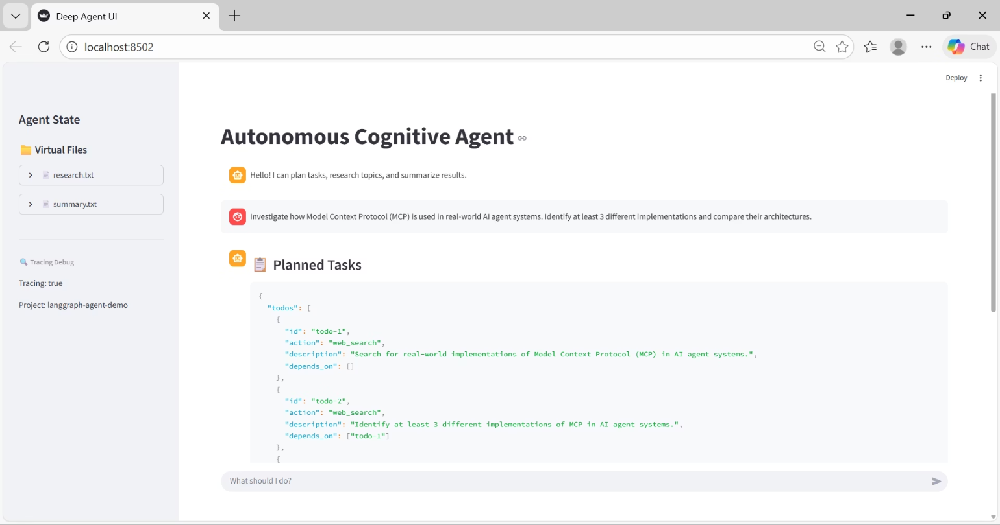 Deep Agent UI
localhost:8502
Chat
Deploy
Agent State
Virtual Files
research.txt
summary.txt
Tracing Debug
Tracing: true
Project: langgraph-agent-demo
Autonomous Cognitive Agent
Hello! I can plan tasks, research topics, and summarize results.
Investigate how Model Context Protocol (MCP) is used in real-world AI agent systems. Identify at least 3 different implementations and compare their architectures.
Planned Tasks
{
"todos": [
{
"id": "todo-1",
"action": "web_search",
"description": "Search for real-world implementations of Model Context Protocol (MCP) in AI agent systems.",
"depends_on": []
},
{
"id": "todo-2",
"action": "web_search",
"description": "Identify at least 3 different implementations of MCP in AI agent systems.",
"depends_on": ["todo-1"]
},
{
What should I do?